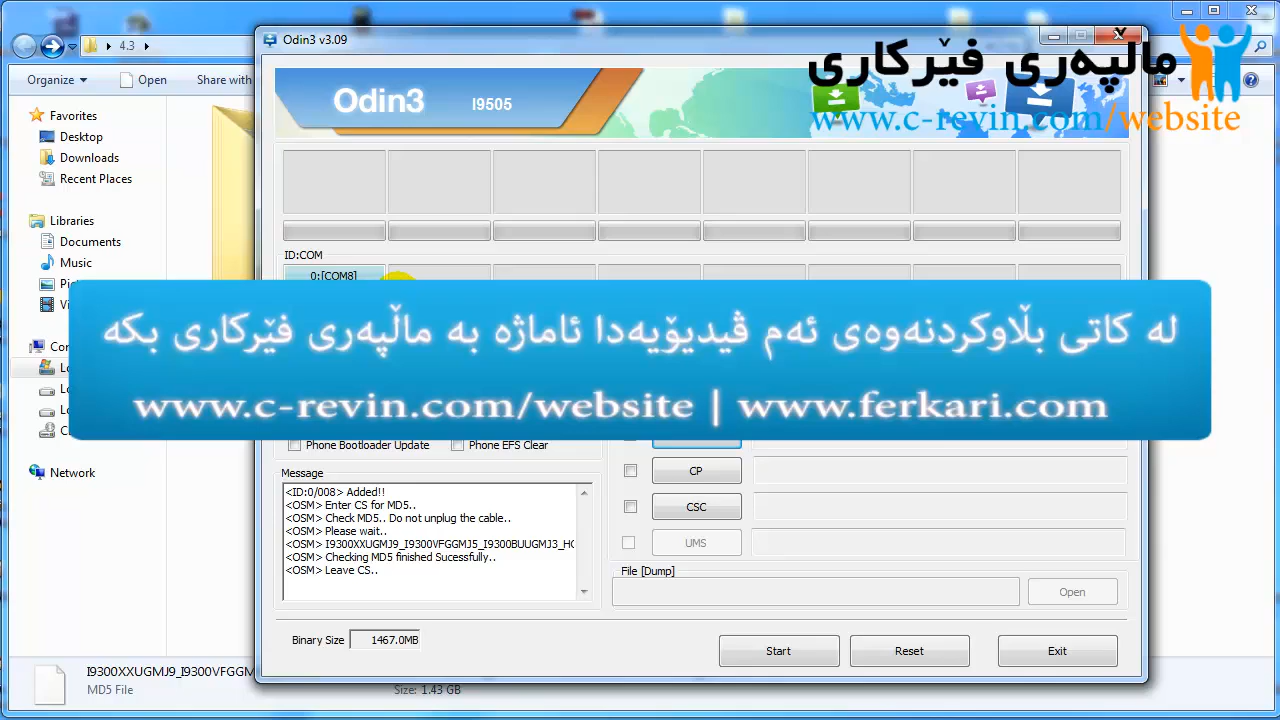 Odin3 v3.09
4.3
Organize
Open
Share with
مالپەری فێرکاری
www.c-revin.com/website
Odin3
I9505
Favorites
Desktop
Downloads
Recent Papers
Libraries
Documents
Music
ID:COM
0:[COM8]
لە کاتی بڵاوکردنەوەی ئەم ڤیدیۆیەدا ئاماژە بە ماڵپەری فێرکاری بکە
www.c-revin.com/website | www.ferkari.com
Phone Bootloader Update
Phone EFS Clear
Network
Message
<ID:0/008> Added!!
<OSM> Enter CS for MD5..
<OSM> Check MD5.. Do not unplug the cable..
<OSM> Please wait..
<OSM> I9300XXUGMJ9_I9300VFGGMJ5_I9300BUUGMJ3_HO
<OSM> Checking MD5 finished Sucessfully..
<OSM> Leave CS..
CP
CSC
UMS
File [Dump]
Open
Binary Size
1467.0MB
Start
Reset
Exit
I9300XXUGMJ9_I9300VFGGM
MD5 File
Size: 1.43 GB